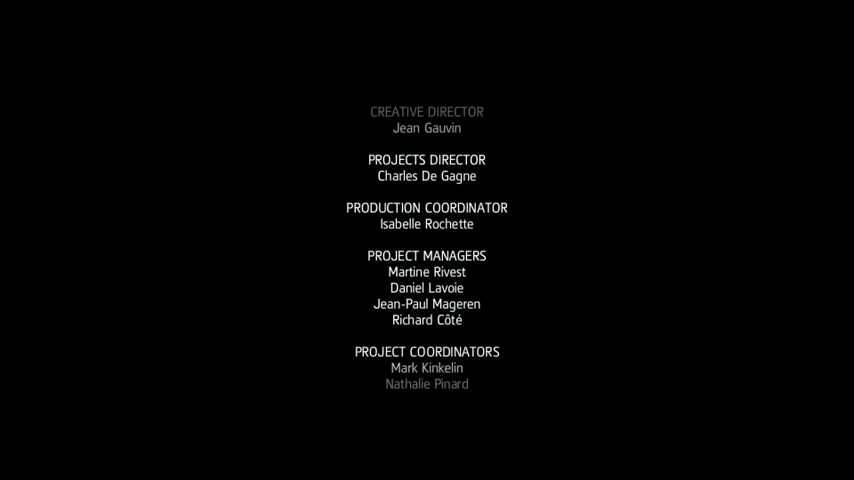 CREATIVE DIRECTOR
Jean Gauvin
PROJECTS DIRECTOR
Charles De Gagne
PRODUCTION COORDINATOR
Isabelle Rochette
PROJECT MANAGERS
Martine Rivest
Daniel Lavoie
Jean-Paul Mageren
Richard Côté
PROJECT COORDINATORS
Mark Kinkelin
Nathalie Pinard